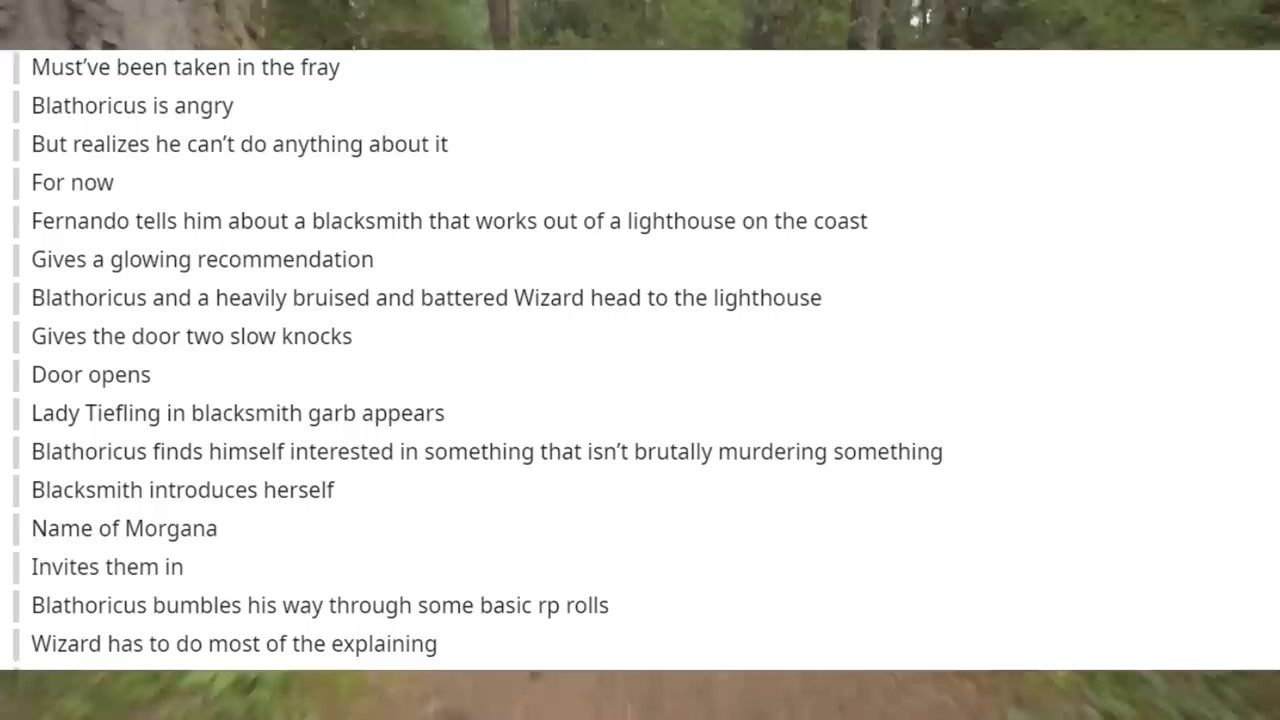 Must’ve been taken in the fray
Blathoricus is angry
But realizes he can’t do anything about it
For now
Fernando tells him about a blacksmith that works out of a lighthouse on the coast
Gives a glowing recommendation
Blathoricus and a heavily bruised and battered Wizard head to the lighthouse
Gives the door two slow knocks
Door opens
Lady Tiefling in blacksmith garb appears
Blathoricus finds himself interested in something that isn’t brutally murdering something
Blacksmith introduces herself
Name of Morgana
Invites them in
Blathoricus bumbles his way through some basic rp rolls
Wizard has to do most of the explaining